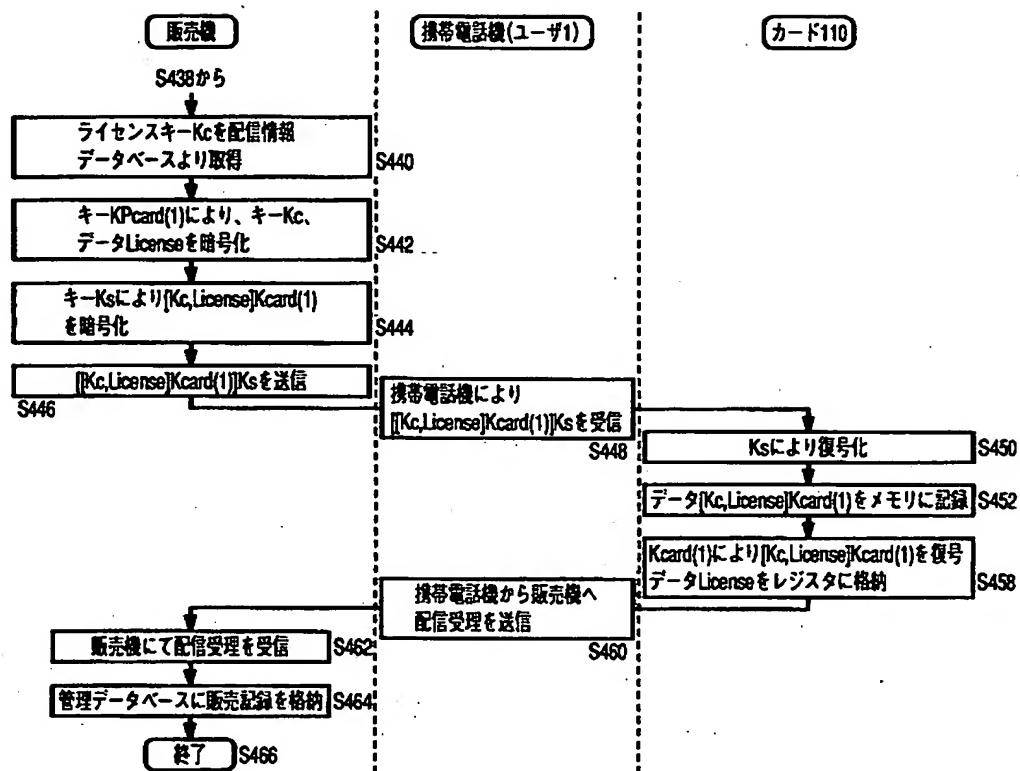 販売機
携帯電話機(ユーザ1)
カード110
S438から
ライセンスキーKcを配信情報
データベースより取得
S440
キーKPcard(1)により、キーKc、
データLicenseを暗号化
S442
キーKsにより[Kc,License]Kcard(1)
を暗号化
S444
[[Kc,License]Kcard(1)]Ksを送信
S446
携帯電話機により
[[Kc,License]Kcard(1)]Ksを受信
S448
Ksにより復号化
S450
データ[Kc,License]Kcard(1)をメモリに記録
S452
Kcard(1)により[Kc,License]Kcard(1)を復号
データLicenseをレジスタに格納
S458
携帯電話機から販売機へ
配信受理を送信
S460
販売機にて配信受理を受信
S462
管理データベースに販売記録を格納
S464
終了
S466